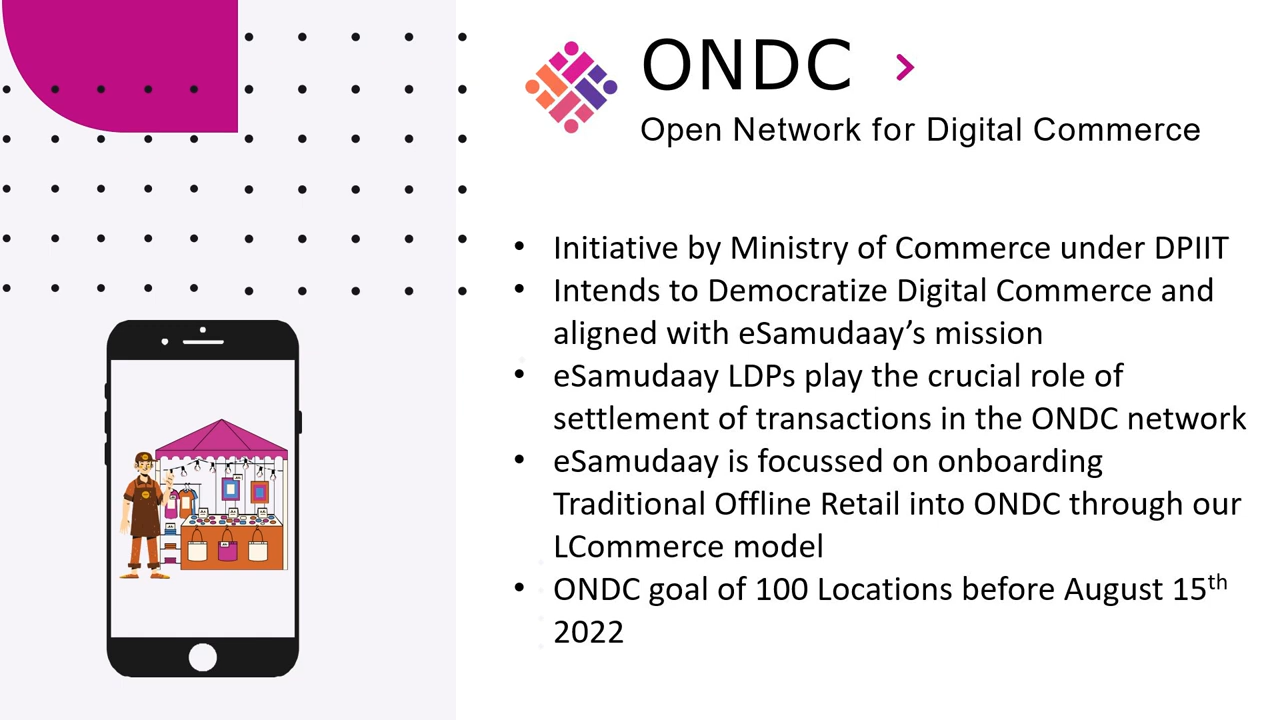 ONDC
Open Network for Digital Commerce
• Initiative by Ministry of Commerce under DPIIT
• Intends to Democratize Digital Commerce and
aligned with eSamudaay’s mission
• eSamudaay LDPs play the crucial role of
settlement of transactions in the ONDC network
• eSamudaay is focussed on onboarding
Traditional Offline Retail into ONDC through our
LCommerce model
• ONDC goal of 100 Locations before August 15th
2022